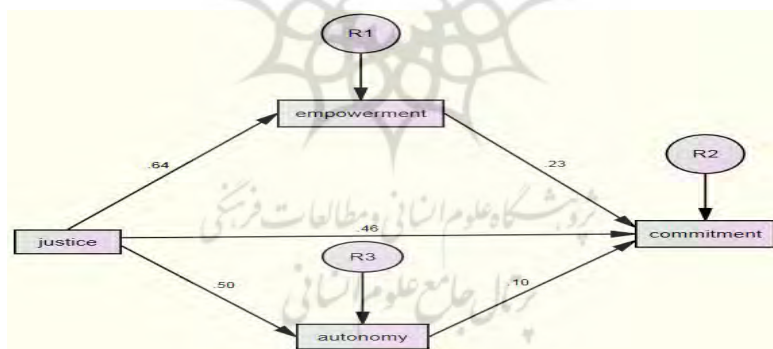 R1
empowerment
R2
.64
.23
پژوهشگاه علوم انسانی و مطالعات فرهنگی
justice
.46
commitment
R3
.50
.10
پرتال جامع علوم انسانی
autonomy